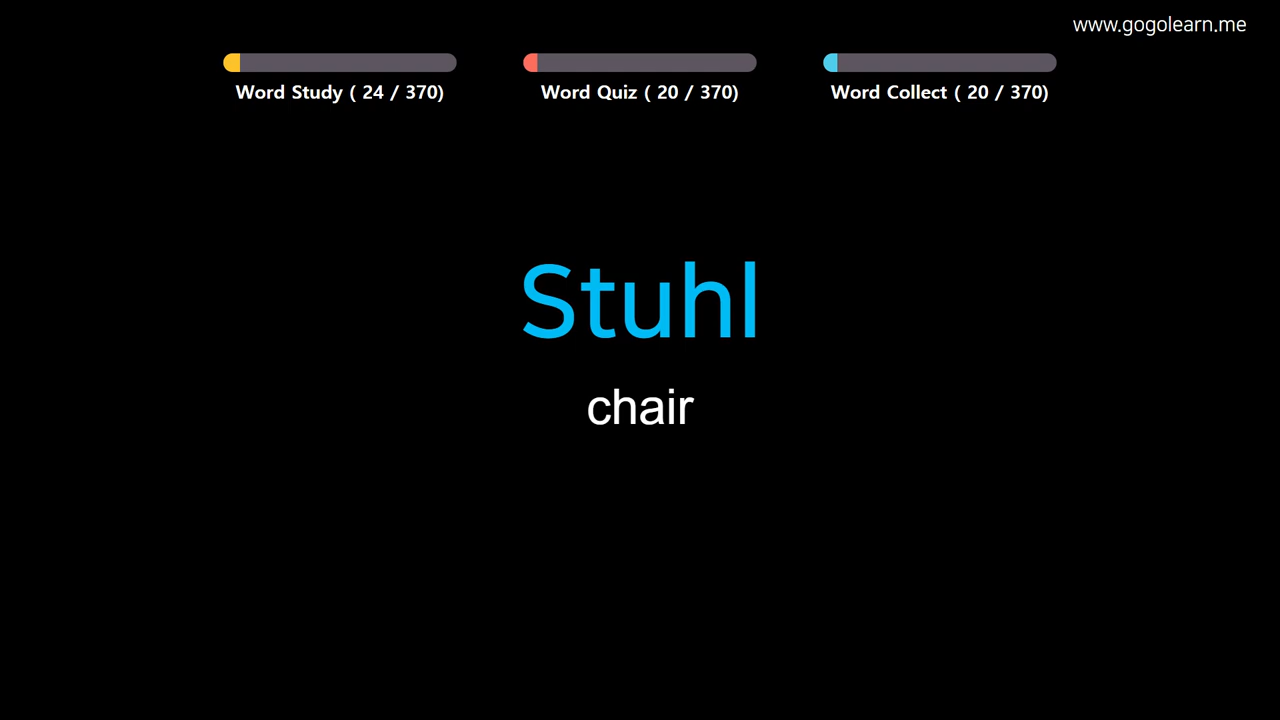 www.gogolearn.me
Word Study ( 24 / 370)
Word Quiz ( 20 / 370)
Word Collect ( 20 / 370)
Stuhl
chair